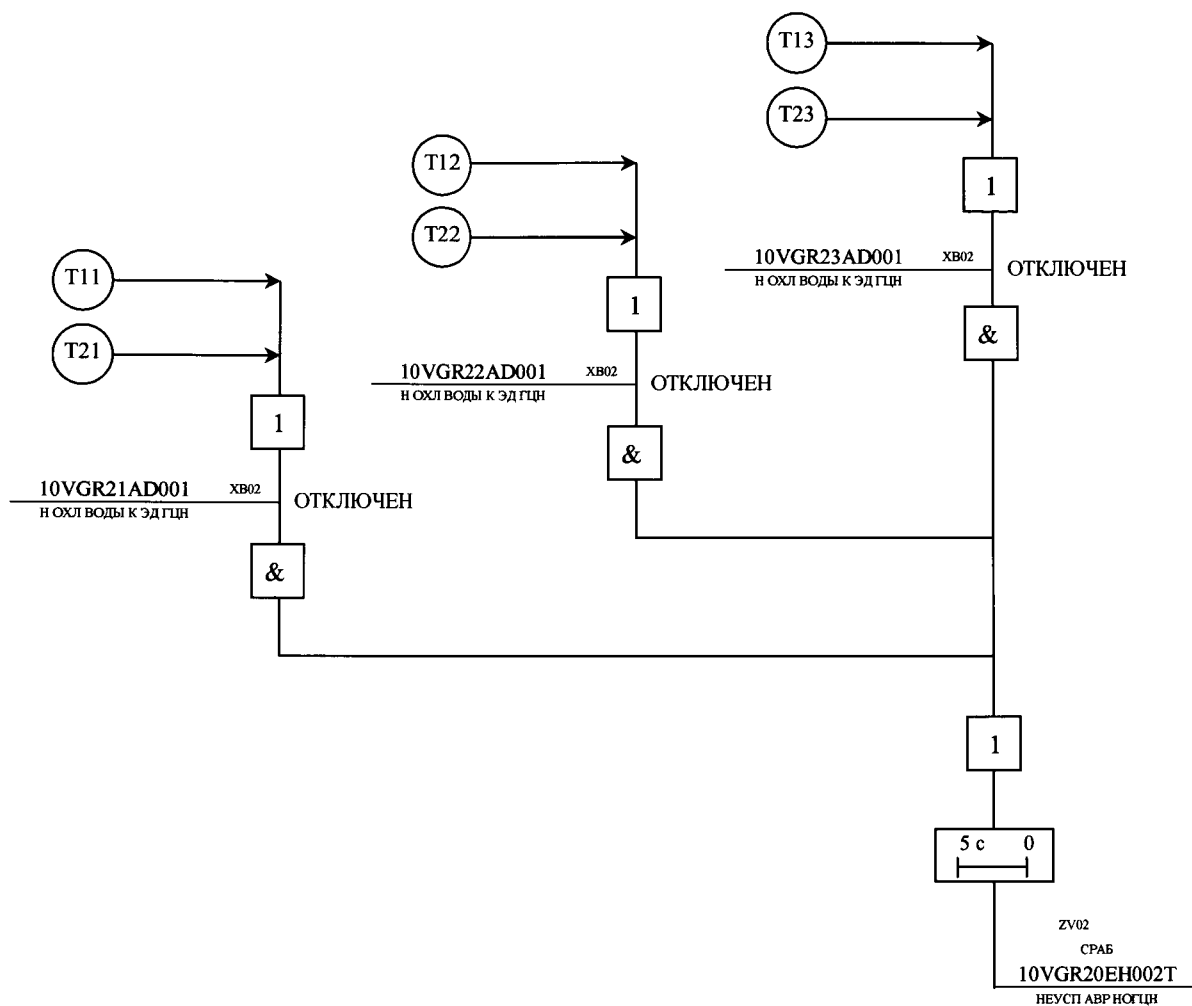 T13
T23
1
10VGR23AD001 XB02
Н ОХЛ ВОДЫ К ЭД ГЦН
ОТКЛЮЧЕН
&
T12
T22
1
10VGR22AD001 XB02
Н ОХЛ ВОДЫ К ЭД ГЦН
ОТКЛЮЧЕН
&
T11
T21
1
10VGR21AD001 XB02
Н ОХЛ ВОДЫ К ЭД ГЦН
ОТКЛЮЧЕН
&
1
5 с 0
ZV02
СРАБ
10VGR20EH002T
НЕУСП АВР НОГЦН